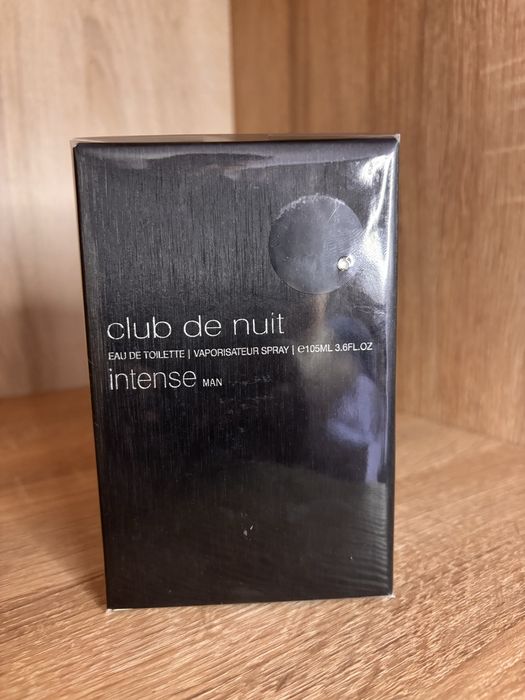 club de nuit
EAU DE TOILETTE | VAPORISATEUR SPRAY | ℮105ML 3.6FL.OZ
intense MAN